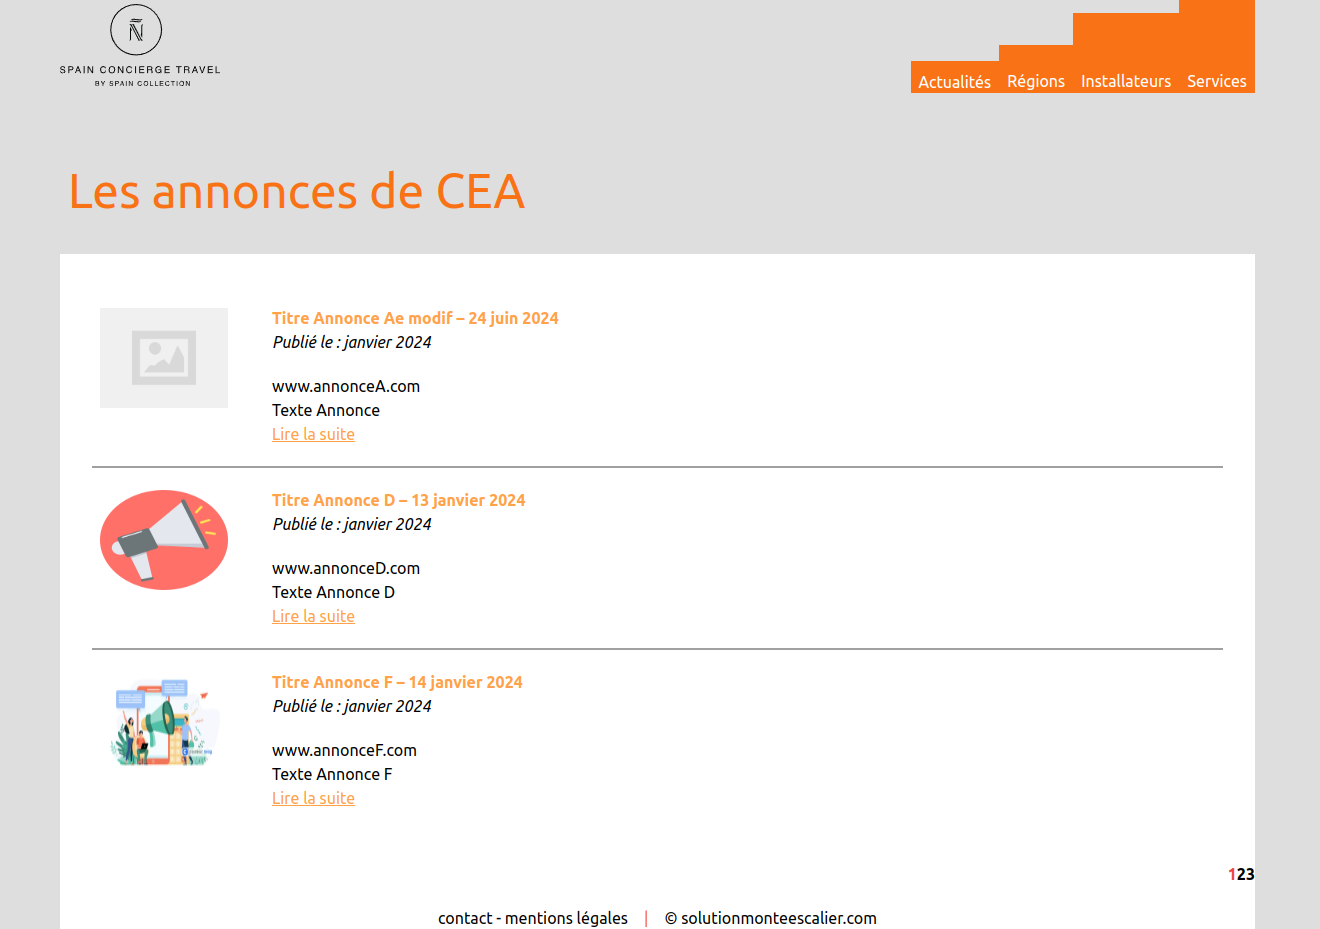 Ñ
SPAIN CONCIERGE TRAVEL
BY SPAIN COLLECTION
Actualités Régions Installateurs Services
Les annonces de CEA
Titre Annonce Ae modif – 24 juin 2024
Publié le : janvier 2024
www.annonceA.com
Texte Annonce
Lire la suite
Titre Annonce D – 13 janvier 2024
Publié le : janvier 2024
www.annonceD.com
Texte Annonce D
Lire la suite
Titre Annonce F – 14 janvier 2024
Publié le : janvier 2024
www.annonceF.com
Texte Annonce F
Lire la suite
123
contact - mentions légales | © solutionmonteescalier.com